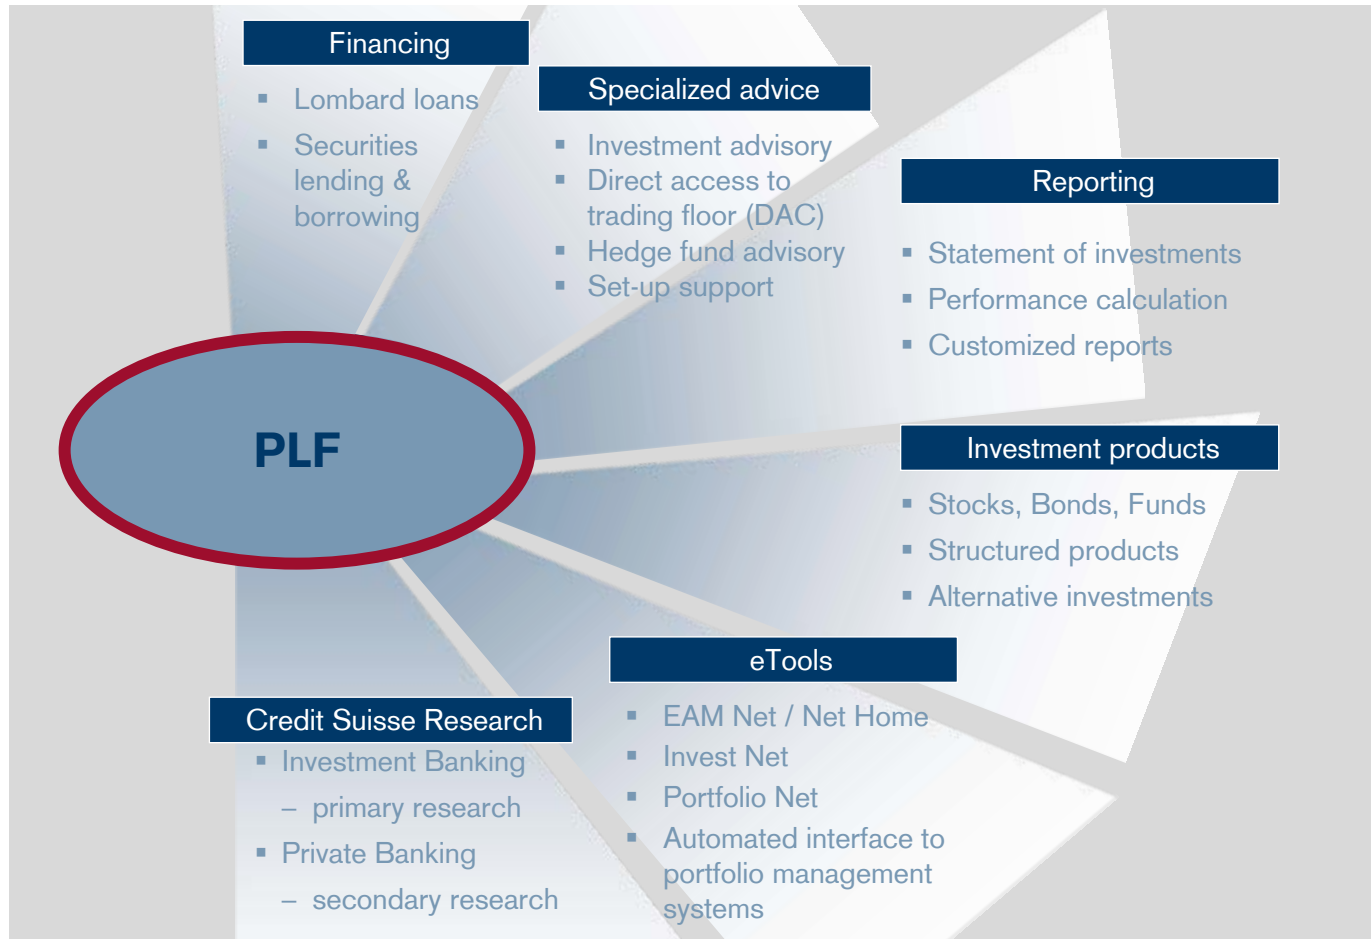 Financing
▪ Lombard loans
▪ Securities
lending &
borrowing
Specialized advice
▪ Investment advisory
▪ Direct access to
trading floor (DAC)
▪ Hedge fund advisory
▪ Set-up support
Reporting
▪ Statement of investments
▪ Performance calculation
▪ Customized reports
PLF
Investment products
▪ Stocks, Bonds, Funds
▪ Structured products
▪ Alternative investments
eTools
▪ EAM Net / Net Home
▪ Invest Net
▪ Portfolio Net
▪ Automated interface to
portfolio management
systems
Credit Suisse Research
▪ Investment Banking
– primary research
▪ Private Banking
– secondary research